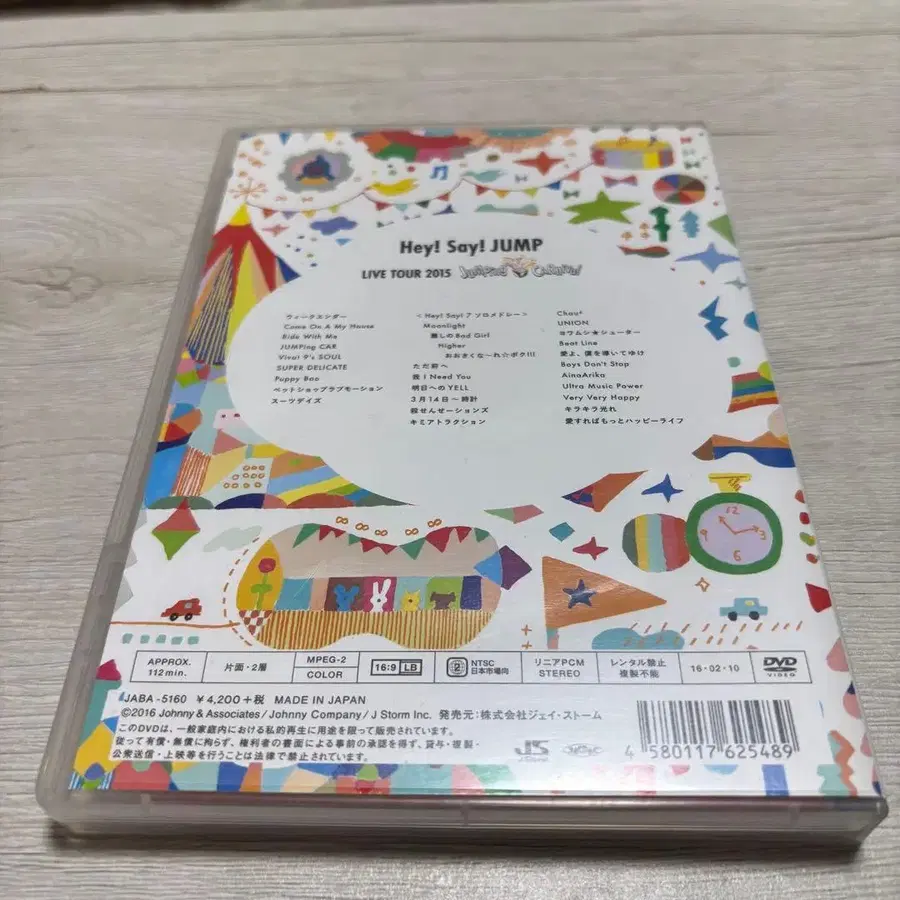 Hey! Say! JUMP
LIVE TOUR 2015 JUMPing CARnival
ウィークエンダー
Come On A My House
Ride With Me
JUMPing CAR
Viva! 9's SOUL
SUPER DELICATE
Puppy Boo
ペットショップラブモーション
スーツデイズ
<Hey! Say! 7 ソロメドレー>
Moonlight
麗しのBad Girl
Higher
おおきくな~れ☆ボク!!!
ただ前へ
我 I Need You
明日へのYELL
3月14日~時計
殺せんせーションズ
キミアトラクション
Chau#
UNION
ヨワムシ★シューター
Beat Line
愛よ、僕を導いてゆけ
Boys Don't Stop
AinoArika
Ultra Music Power
Very Very Happy
キラキラ光れ
愛すればもっとハッピーライフ
12
3
6
9
APPROX.
112 min.
片面・2層
MPEG-2
COLOR
16:9 LB
2 NTSC
日本市場向
リニアPCM
STEREO
レンタル禁止
複製不能
16・02・10
DVD
VIDEO
JABA-5160 ¥4,200+税 MADE IN JAPAN
©2016 Johnny & Associates / Johnny Company / J Storm Inc. 発売元:株式会社ジェイ・ストーム
このDVDは、一般家庭内における私的再生に用途を限って販売されています。
従って有償・無償に拘らず、権利者の書面による事前の承認を得ず、貸与・複製・
公衆送信・上映等を行うことは法律で禁止されています。
JS
J Storm
4 580117 625489